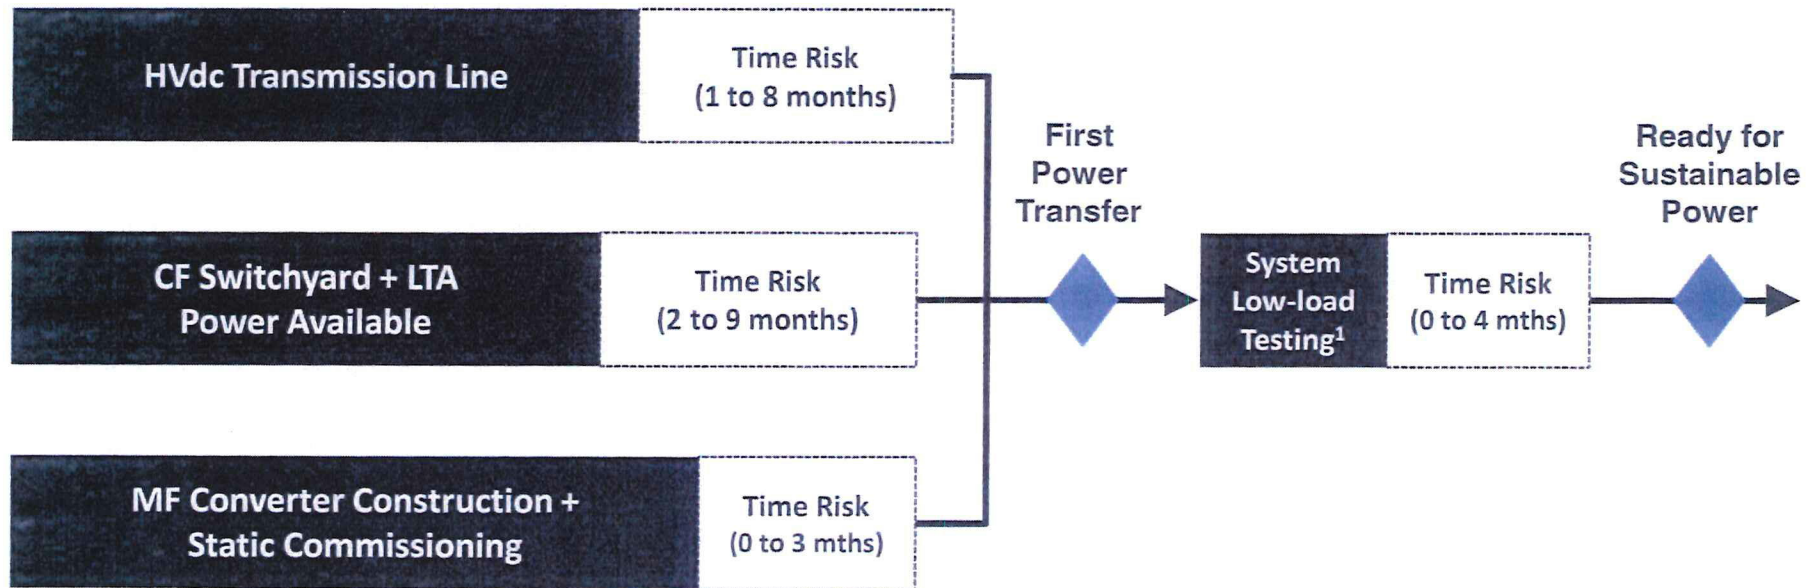 HVdc Transmission Line
Time Risk
(1 to 8 months)
First
Power
Transfer
Ready for
Sustainable
Power
CF Switchyard + LTA
Power Available
Time Risk
(2 to 9 months)
System
Low-load
Testing¹
Time Risk
(0 to 4 mths)
MF Converter Construction +
Static Commissioning
Time Risk
(0 to 3 mths)